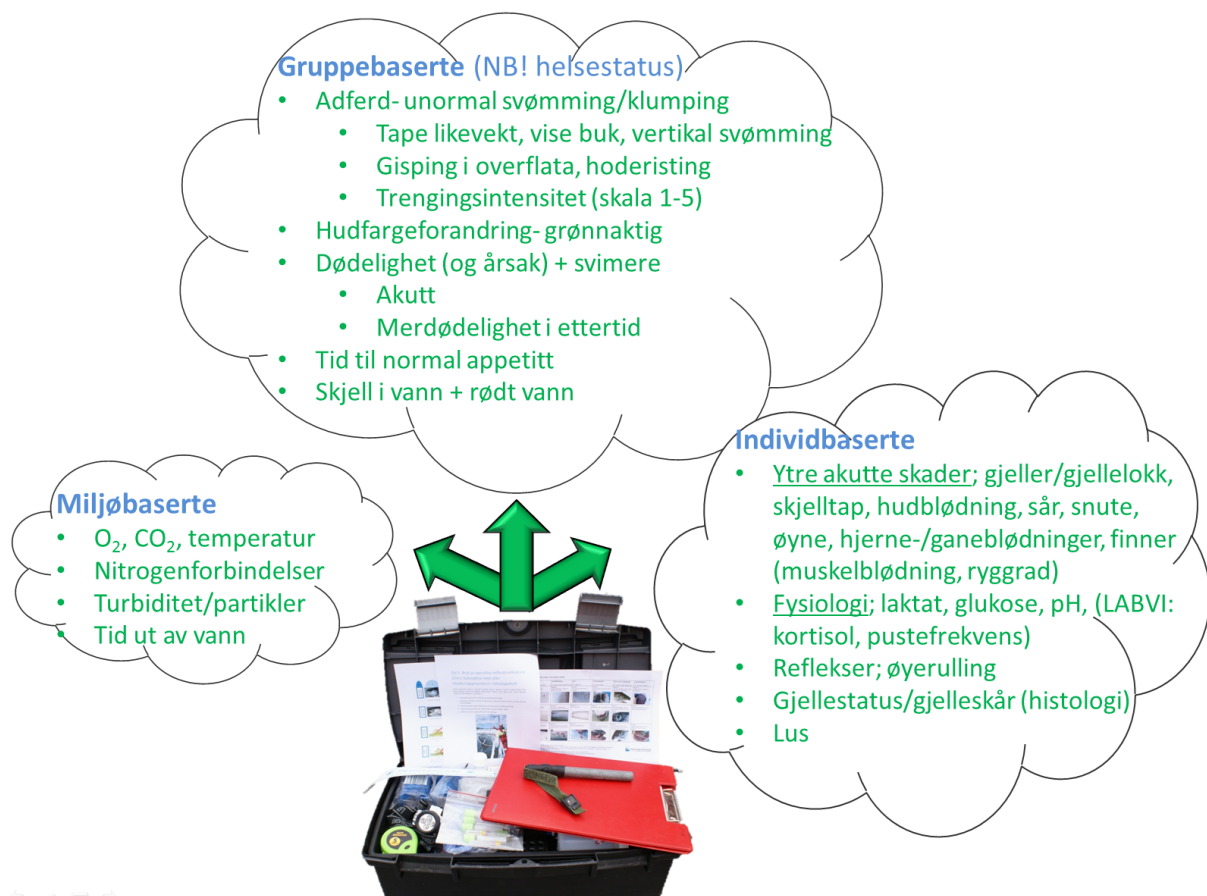 Gruppebaserte (NB! helsestatus)
• Adferd- unormal svømming/klumping
• Tape likevekt, vise buk, vertikal svømming
• Gisping i overflata, hoderisting
• Trengingsintensitet (skala 1-5)
• Hudfargeforandring- grønnaktig
• Dødelighet (og årsak) + svimere
• Akutt
• Merdødelighet i ettertid
• Tid til normal appetitt
• Skjell i vann + rødt vann
Miljøbaserte
• O₂, CO₂, temperatur
• Nitrogenforbindelser
• Turbiditet/partikler
• Tid ut av vann
Individbaserte
• Ytre akutte skader; gjeller/gjellelokk,
skjelltap, hudblødning, sår, snute,
øyne, hjerne-/ganeblødninger, finner
(muskelblødning, ryggrad)
• Fysiologi; laktat, glukose, pH, (LABVI:
kortisol, pustefrekvens)
• Reflekser; øyerulling
• Gjellestatus/gjelleskår (histologi)
• Lus